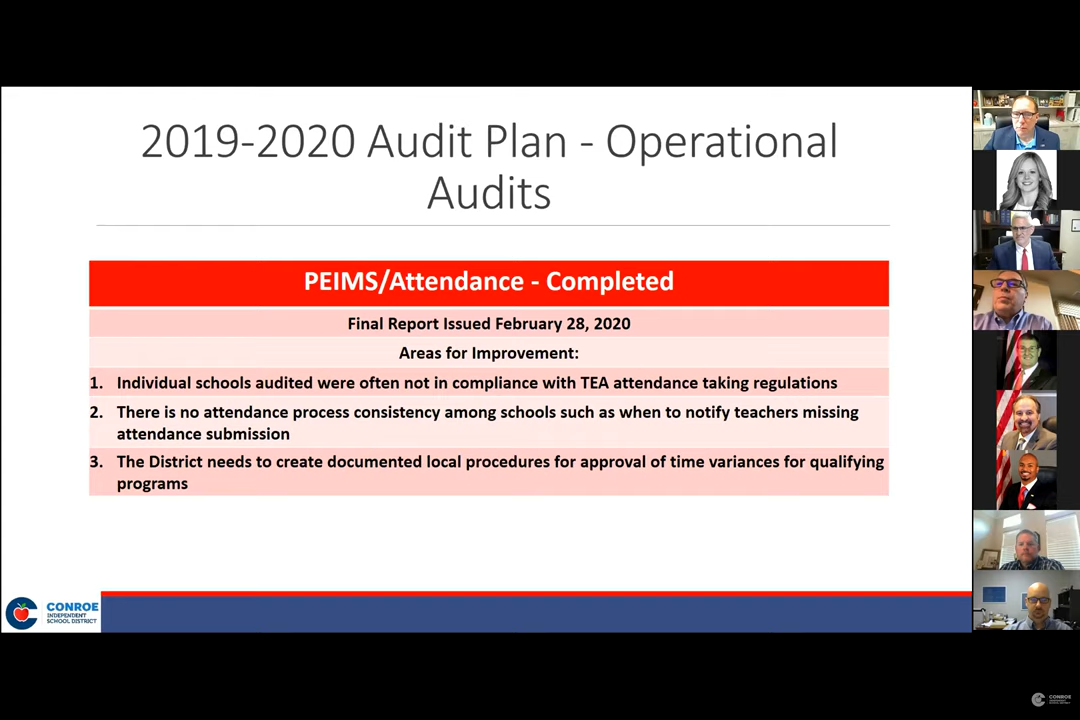 2019-2020 Audit Plan - Operational
Audits
PEIMS/Attendance - Completed
Final Report Issued February 28, 2020
Areas for Improvement:
1. Individual schools audited were often not in compliance with TEA attendance taking regulations
2. There is no attendance process consistency among schools such as when to notify teachers missing
attendance submission
3. The District needs to create documented local procedures for approval of time variances for qualifying
programs
CONROE
INDEPENDENT
SCHOOL DISTRICT
CONROE
INDEPENDENT
SCHOOL DISTRICT